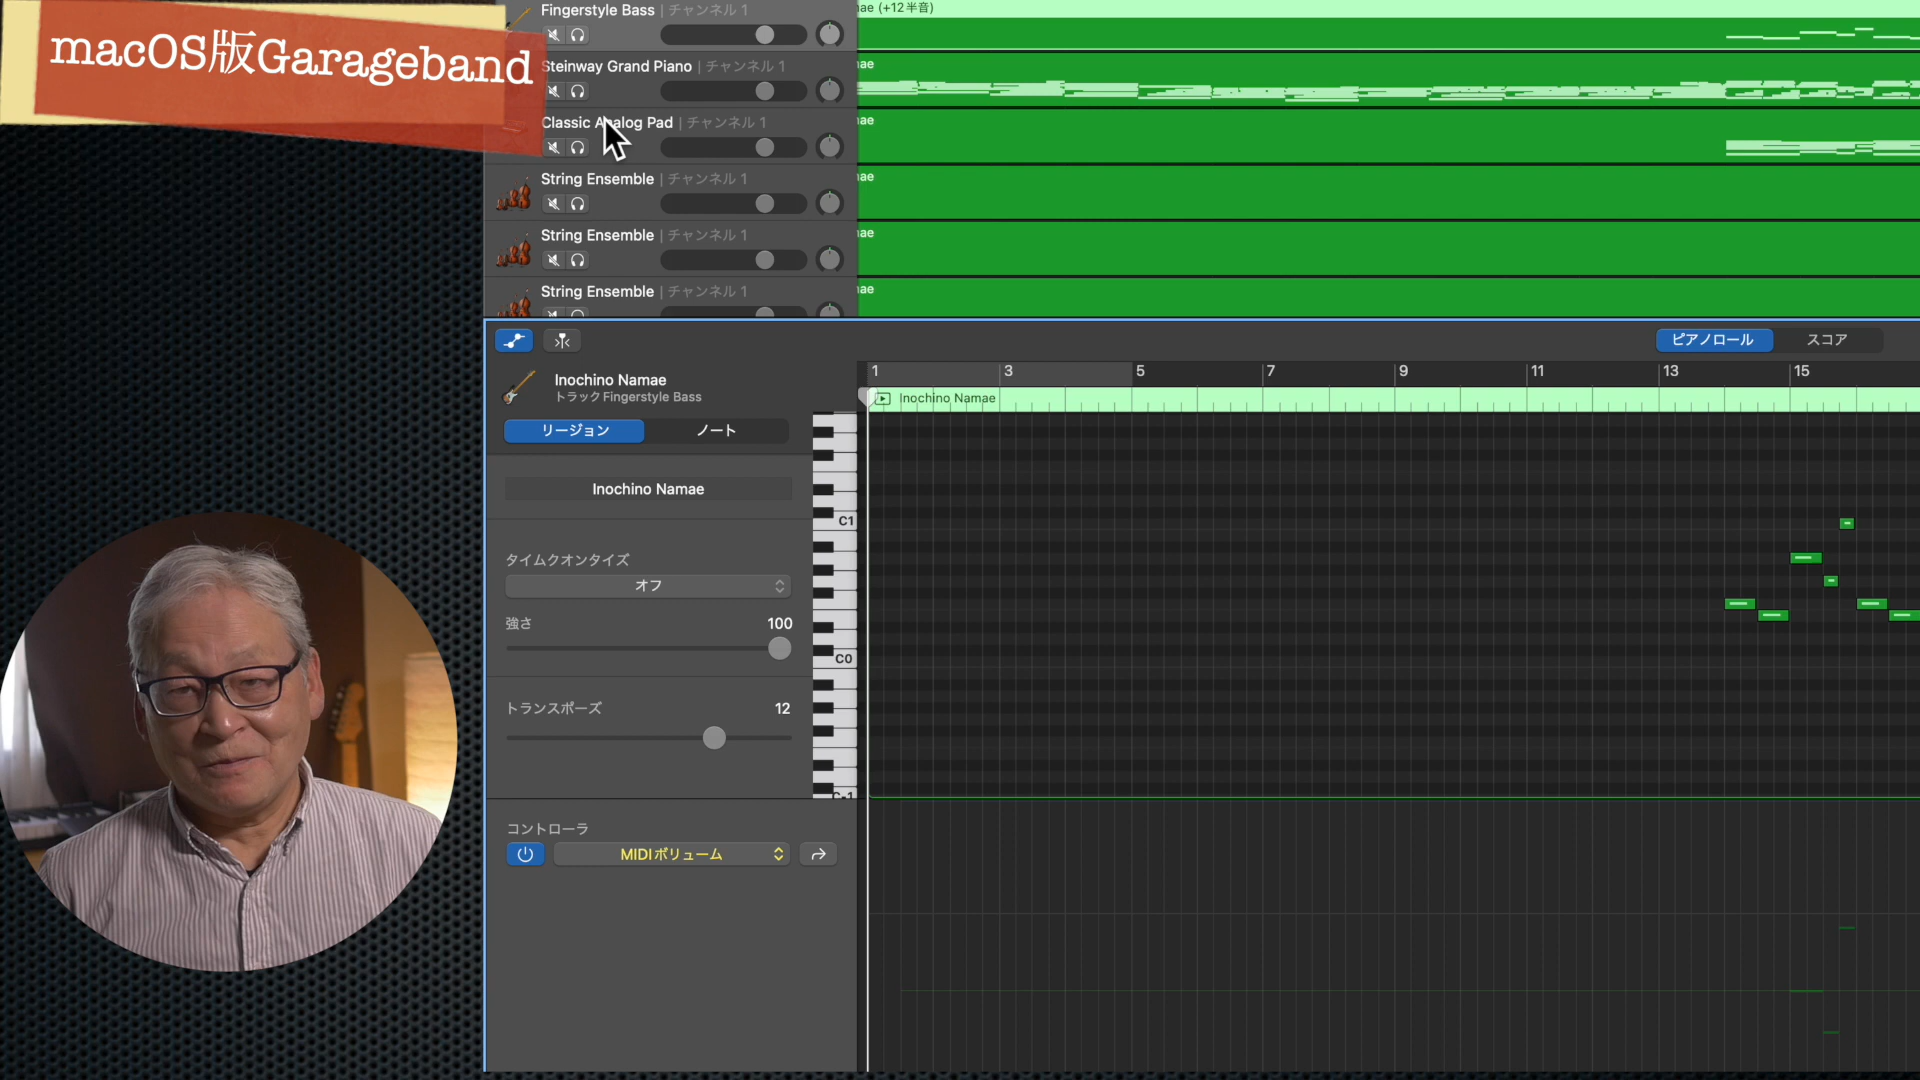 macOS版Garageband
Fingerstyle Bass | チャンネル 1
Steinway Grand Piano | チャンネル 1
Classic Analog Pad | チャンネル 1
String Ensemble | チャンネル 1
String Ensemble | チャンネル 1
String Ensemble | チャンネル 1
nae (+12 半音)
nae
nae
nae
nae
nae
ピアノロール
スコア
Inochino Namae
トラック Fingerstyle Bass
リージョン
ノート
1 3 5 7 9 11 13 15
Inochino Namae
Inochino Namae
タイムクオンタイズ
オフ
強さ 100
トランスポーズ 12
C1
C0
C-1
コントローラ
MIDIボリューム